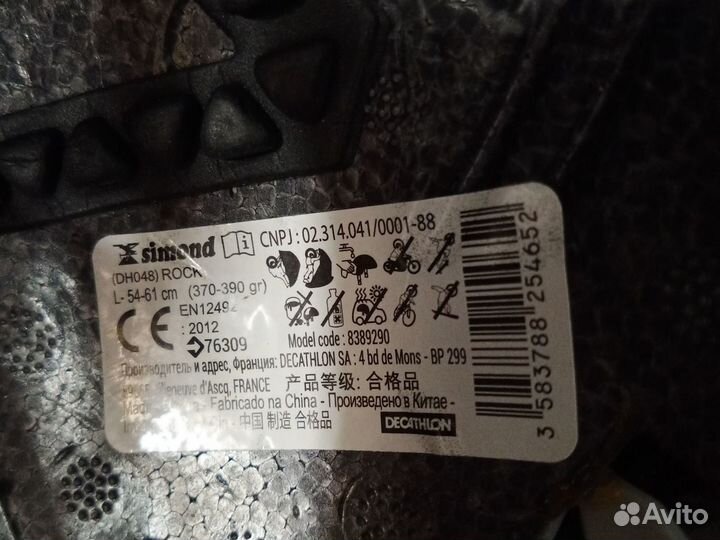 simond CNPJ : 02.314.041/0001-88
(DH048) ROCK
L- 54-61 cm (370-390 gr)
CE EN12492
: 2012
76309
Model code : 8389290
Производитель и адрес, Франция: DECATHLON SA : 4 bd de Mons - BP 299
d'Ascq, FRANCE 产品等级: 合格品
Fabricado na China - Произведено в Китае -
中国 制造 合格品
DECATHLON
3 583788 254652
Avito